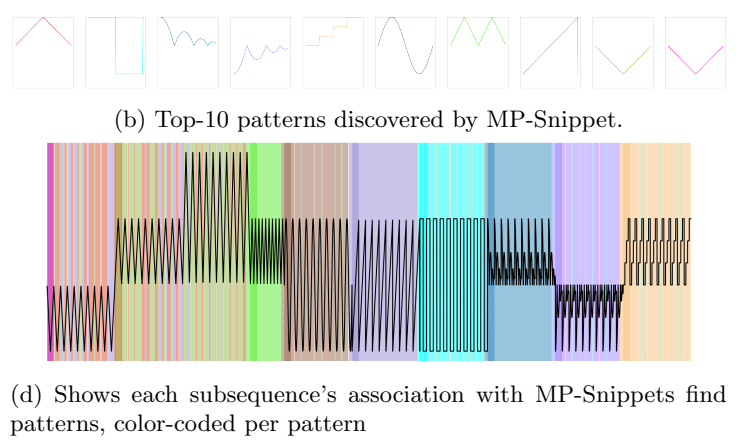 (b) Top-10 patterns discovered by MP-Snippet.
(d) Shows each subsequence's association with MP-Snippets find
patterns, color-coded per pattern